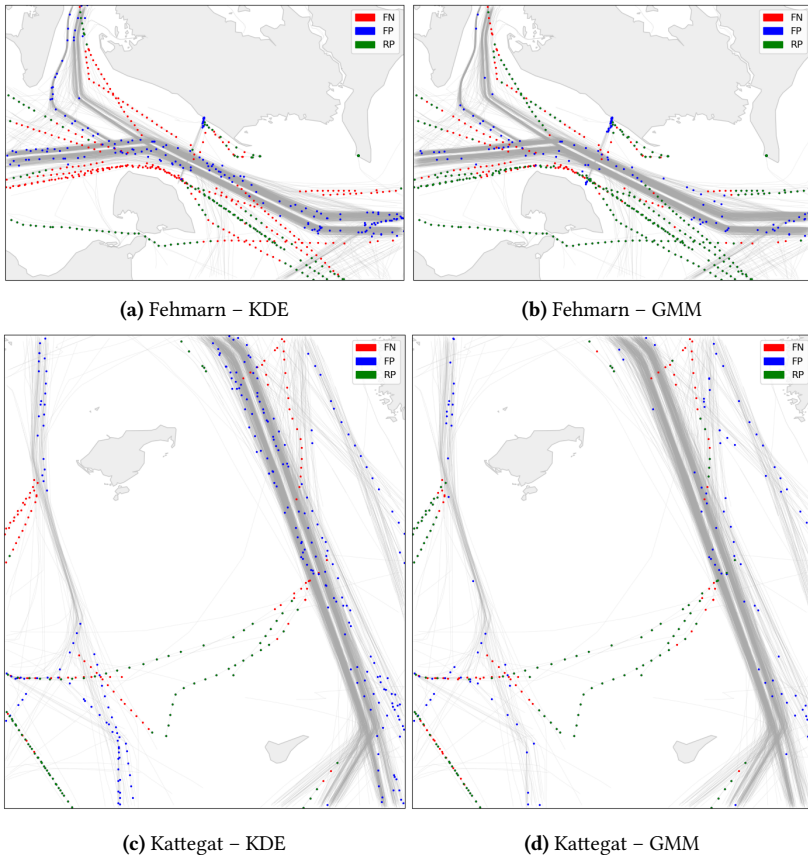 FN
FP
RP
FN
FP
RP
(a) Fehmarn – KDE
(b) Fehmarn – GMM
FN
FP
RP
FN
FP
RP
(c) Kattegat – KDE
(d) Kattegat – GMM